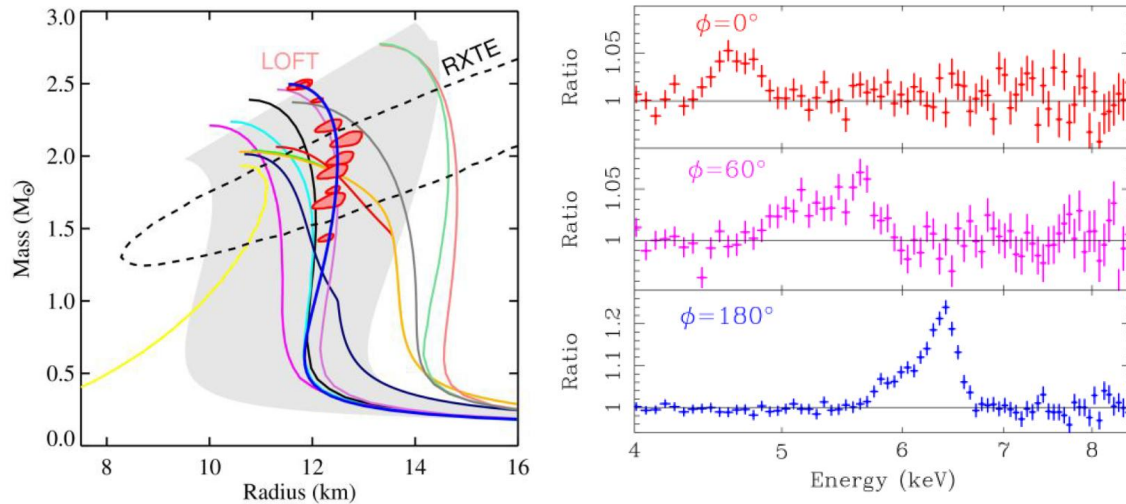 3.0
2.5
2.0
1.5
1.0
0.5
0.0
Mass (M⊙)
8 10 12 14 16
Radius (km)
LOFT
RXTE
ϕ=0°
Ratio
1.05
1
ϕ=60°
Ratio
1.05
1
ϕ=180°
Ratio
1.2
1.12
1
4 5 6 7 8
Energy (keV)